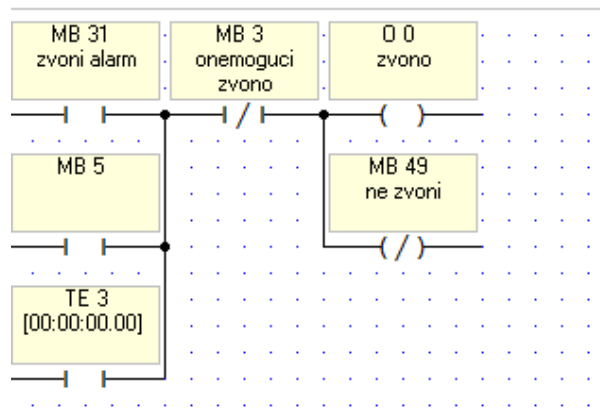 MB 31
zvoni alarm
MB 3
onemoguci
zvono
O 0
zvono
MB 5
MB 49
ne zvoni
TE 3
[00:00:00.00]